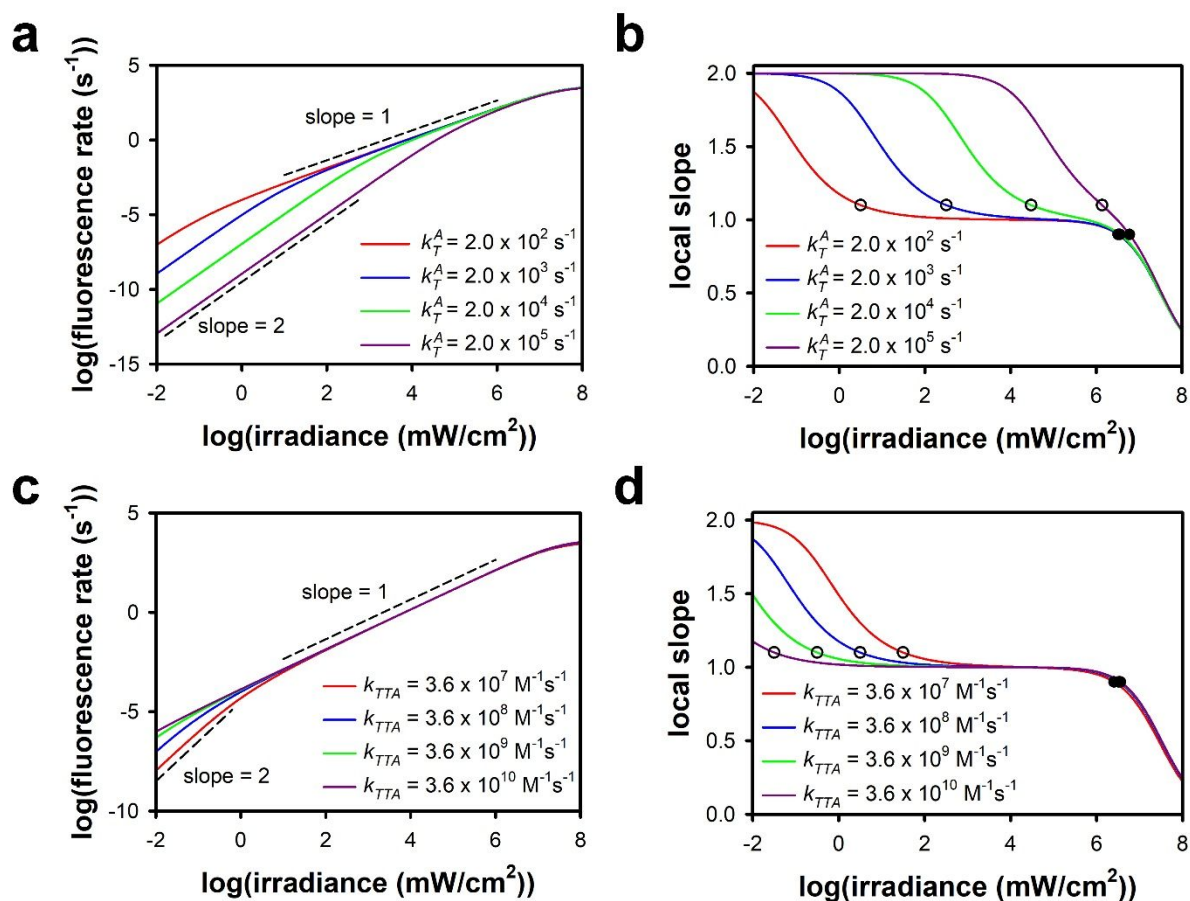 a
5
0
-5
-10
-15
log(fluorescence rate (s⁻¹))
slope = 1
slope = 2
k_T^A = 2.0 x 10² s⁻¹
k_T^A = 2.0 x 10³ s⁻¹
k_T^A = 2.0 x 10⁴ s⁻¹
k_T^A = 2.0 x 10⁵ s⁻¹
-2 0 2 4 6 8
log(irradiance (mW/cm²))
b
2.0
1.5
1.0
0.5
0.0
local slope
k_T^A = 2.0 x 10² s⁻¹
k_T^A = 2.0 x 10³ s⁻¹
k_T^A = 2.0 x 10⁴ s⁻¹
k_T^A = 2.0 x 10⁵ s⁻¹
-2 0 2 4 6 8
log(irradiance (mW/cm²))
c
5
0
-5
-10
log(fluorescence rate (s⁻¹))
slope = 1
slope = 2
k_TTA = 3.6 x 10⁷ M⁻¹s⁻¹
k_TTA = 3.6 x 10⁸ M⁻¹s⁻¹
k_TTA = 3.6 x 10⁹ M⁻¹s⁻¹
k_TTA = 3.6 x 10¹⁰ M⁻¹s⁻¹
-2 0 2 4 6 8
log(irradiance (mW/cm²))
d
2.0
1.5
1.0
0.5
0.0
local slope
k_TTA = 3.6 x 10⁷ M⁻¹s⁻¹
k_TTA = 3.6 x 10⁸ M⁻¹s⁻¹
k_TTA = 3.6 x 10⁹ M⁻¹s⁻¹
k_TTA = 3.6 x 10¹⁰ M⁻¹s⁻¹
-2 0 2 4 6 8
log(irradiance (mW/cm²))